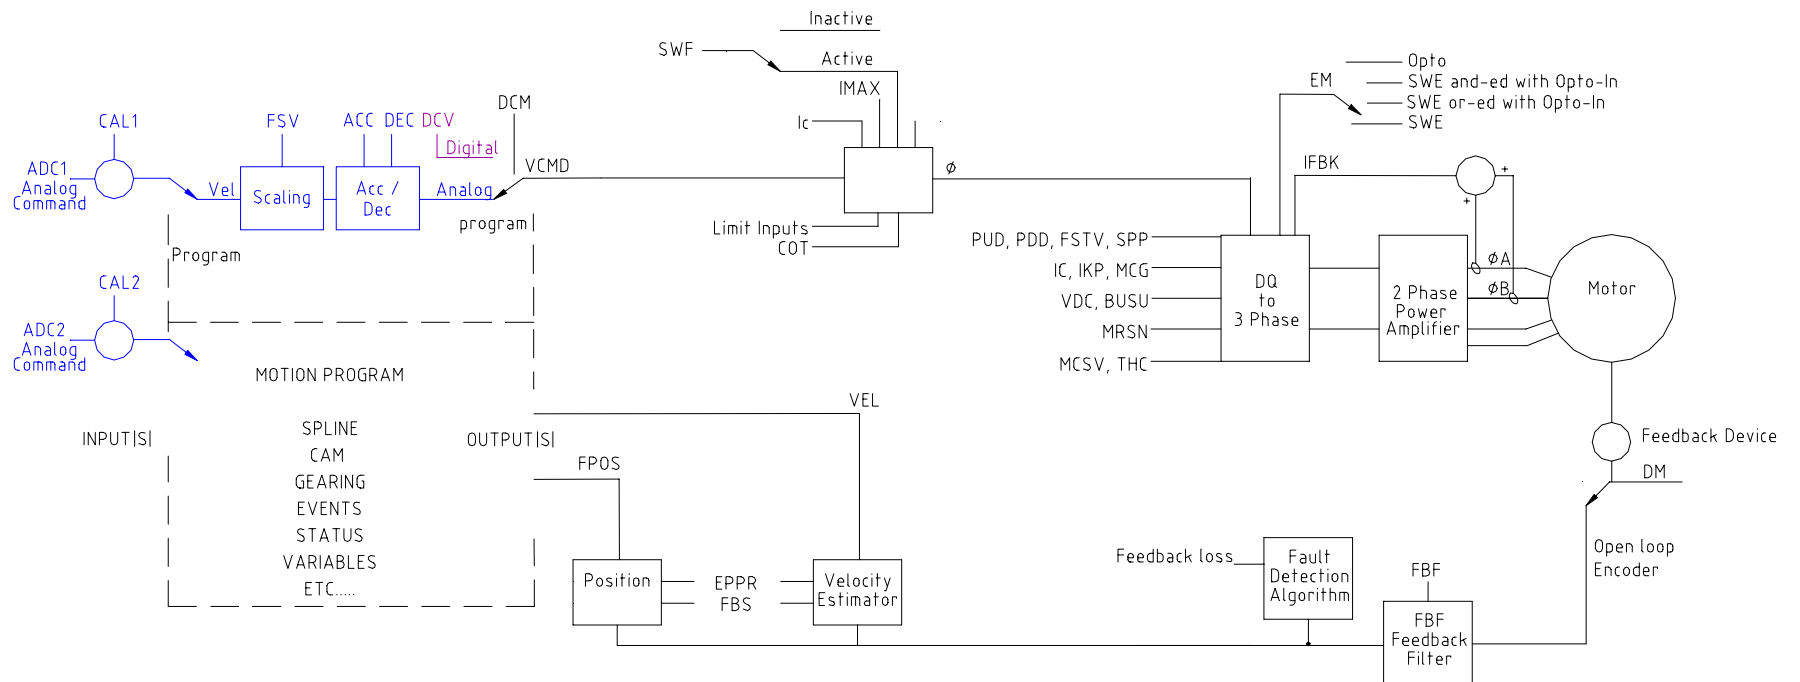 Inactive
SWF
Active
IMAX
Ic
DCM
CAL1
FSV
ACC DEC DCV
Digital
ADC1
Analog
Command
Vel
Scaling
Acc /
Dec
Analog
VCMD
program
Program
ø
Limit Inputs
COT
EM
Opto
SWE and-ed with Opto-In
SWE or-ed with Opto-In
SWE
IFBK
+
+
PUD, PDD, FSTV, SPP
IC, IKP, MCG
VDC, BUSU
MRSN
MCSV, THC
DQ
to
3 Phase
2 Phase
Power
Amplifier
øA
øB
Motor
CAL2
ADC2
Analog
Command
MOTION PROGRAM
INPUT|S|
OUTPUT|S|
SPLINE
CAM
GEARING
EVENTS
STATUS
VARIABLES
ETC.....
VEL
FPOS
Position
EPPR
FBS
Velocity
Estimator
Feedback Device
DM
Open loop
Encoder
Feedback loss
Fault
Detection
Algorithm
FBF
FBF
Feedback
Filter